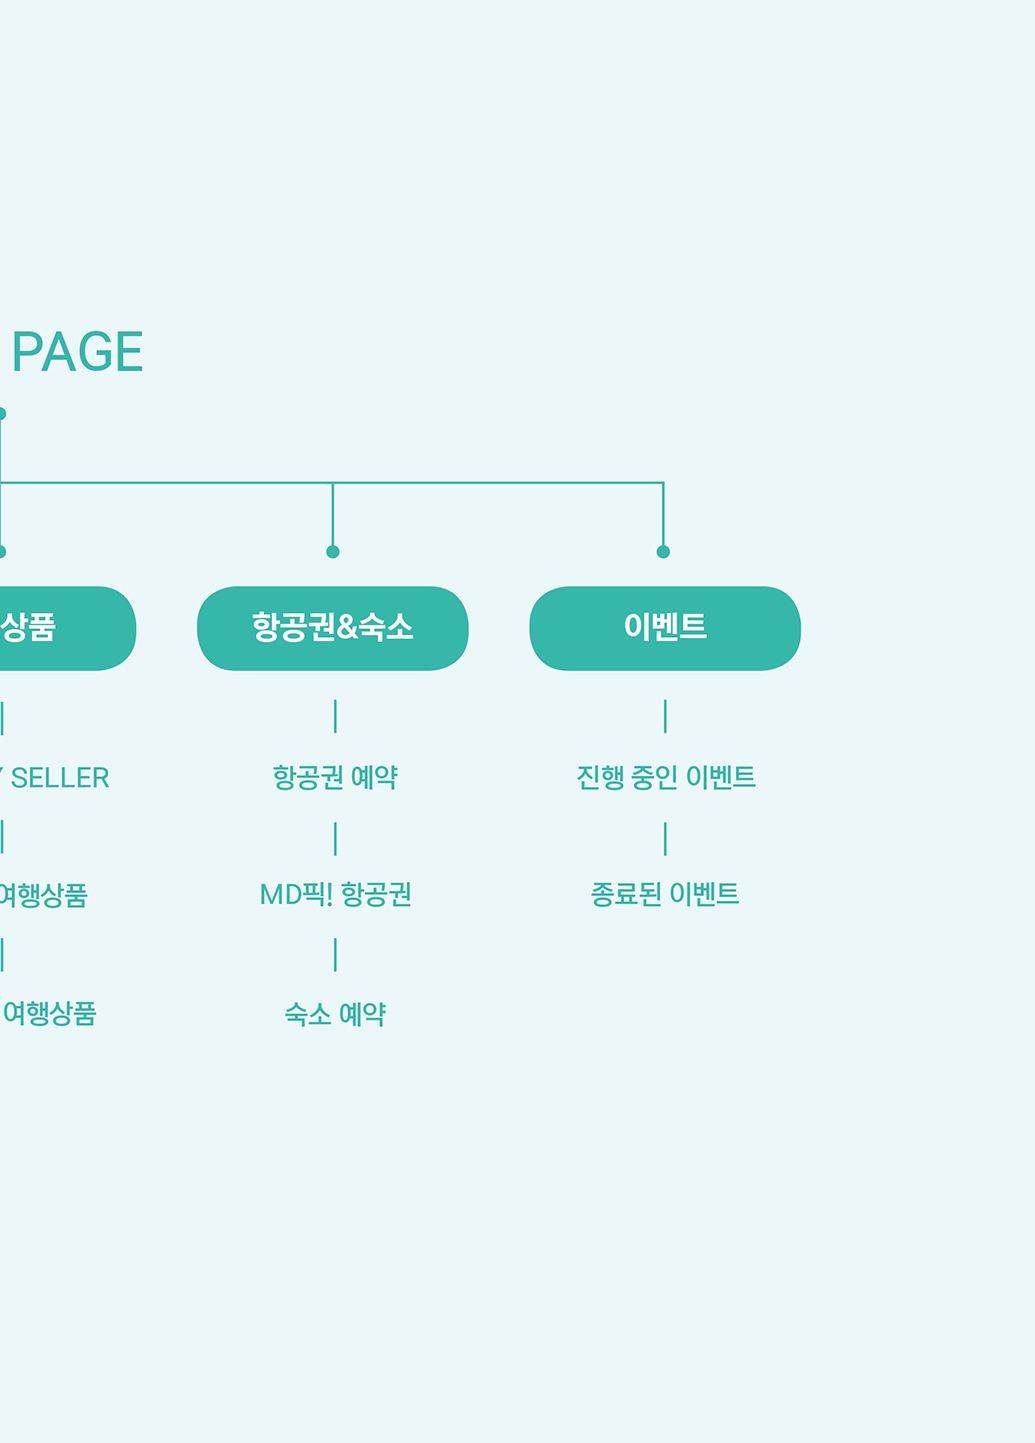 PAGE
상품
항공권&숙소
이벤트
SELLER
항공권 예약
진행 중인 이벤트
여행상품
MD픽! 항공권
종료된 이벤트
여행상품
숙소 예약